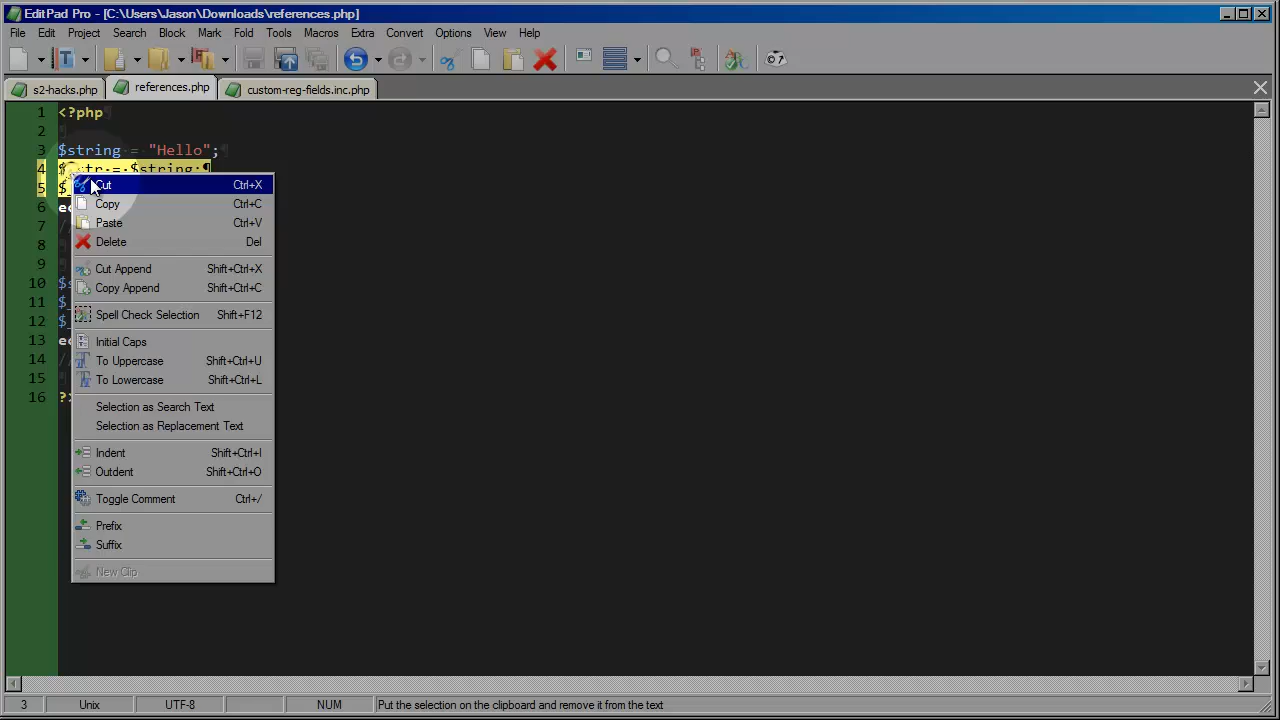 EditPad Pro - [C:\Users\Jason\Downloads\references.php]
File Edit Project Search Block Mark Fold Tools Macros Extra Convert Options View Help
s2-hacks.php references.php custom-reg-fields.inc.php
1 <?php
2
3 $string = "Hello";
4 $ tr = $string;
5 $_
6 e
7 /
8
9
10 $s
11 $_
12 $_
13 e
14 /
15
16 ?>
Cut Ctrl+X
Copy Ctrl+C
Paste Ctrl+V
Delete Del
Cut Append Shift+Ctrl+X
Copy Append Shift+Ctrl+C
Spell Check Selection Shift+F12
Initial Caps
To Uppercase Shift+Ctrl+U
To Lowercase Shift+Ctrl+L
Selection as Search Text
Selection as Replacement Text
Indent Shift+Ctrl+I
Outdent Shift+Ctrl+O
Toggle Comment Ctrl+/
Prefix
Suffix
New Clip
3 Unix UTF-8 NUM Put the selection on the clipboard and remove it from the text